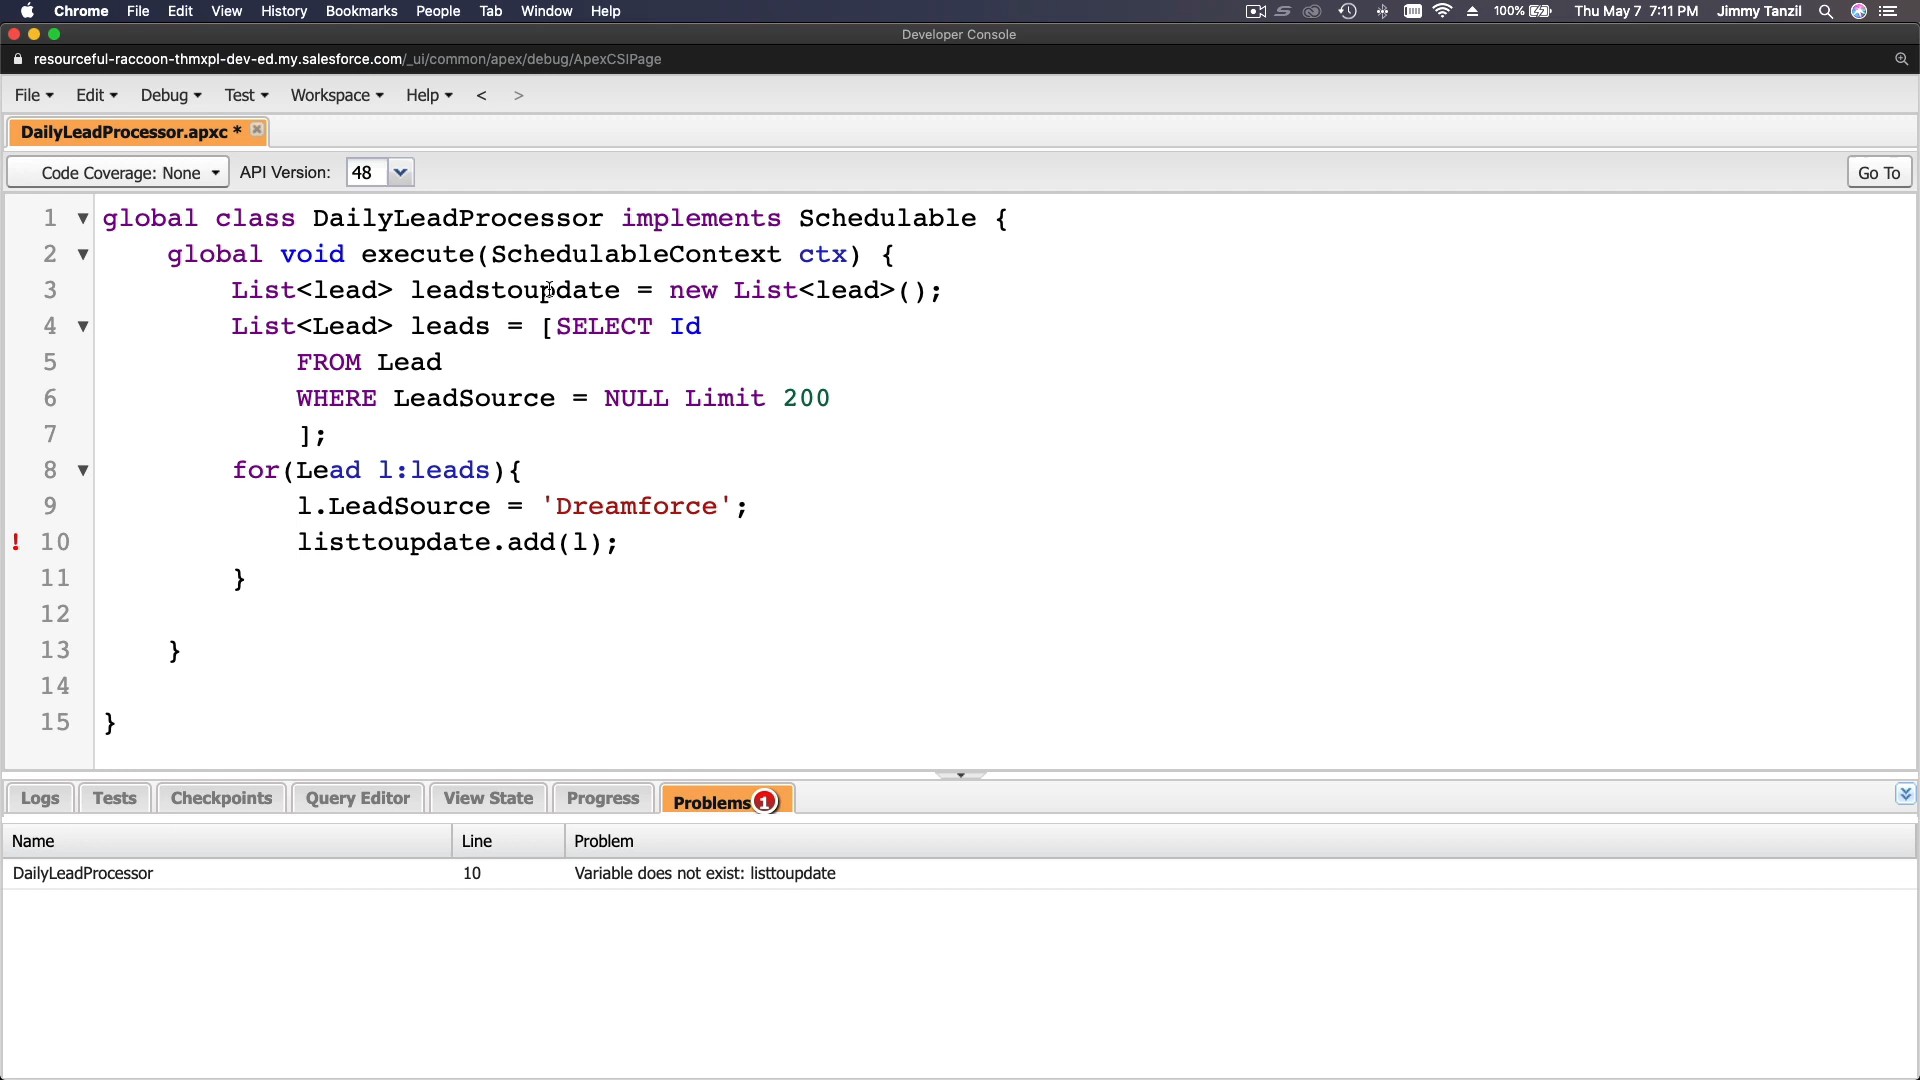 Chrome File Edit View History Bookmarks People Tab Window Help 100% Thu May 7 7:11 PM Jimmy Tanzil
Developer Console
resourceful-raccoon-thmxpl-dev-ed.my.salesforce.com/_ui/common/apex/debug/ApexCSIPage
File Edit Debug Test Workspace Help < >
DailyLeadProcessor.apxc *
Code Coverage: None API Version: 48 Go To
1 global class DailyLeadProcessor implements Schedulable {
2 global void execute(SchedulableContext ctx) {
3 List<lead> leadstoupdate = new List<lead>();
4 List<Lead> leads = [SELECT Id
5 FROM Lead
6 WHERE LeadSource = NULL Limit 200
7 ];
8 for(Lead l:leads){
9 l.LeadSource = 'Dreamforce';
! 10 listtoupdate.add(l);
11 }
12
13 }
14
15 }
Logs Tests Checkpoints Query Editor View State Progress Problems 1
Name Line Problem
DailyLeadProcessor 10 Variable does not exist: listtoupdate